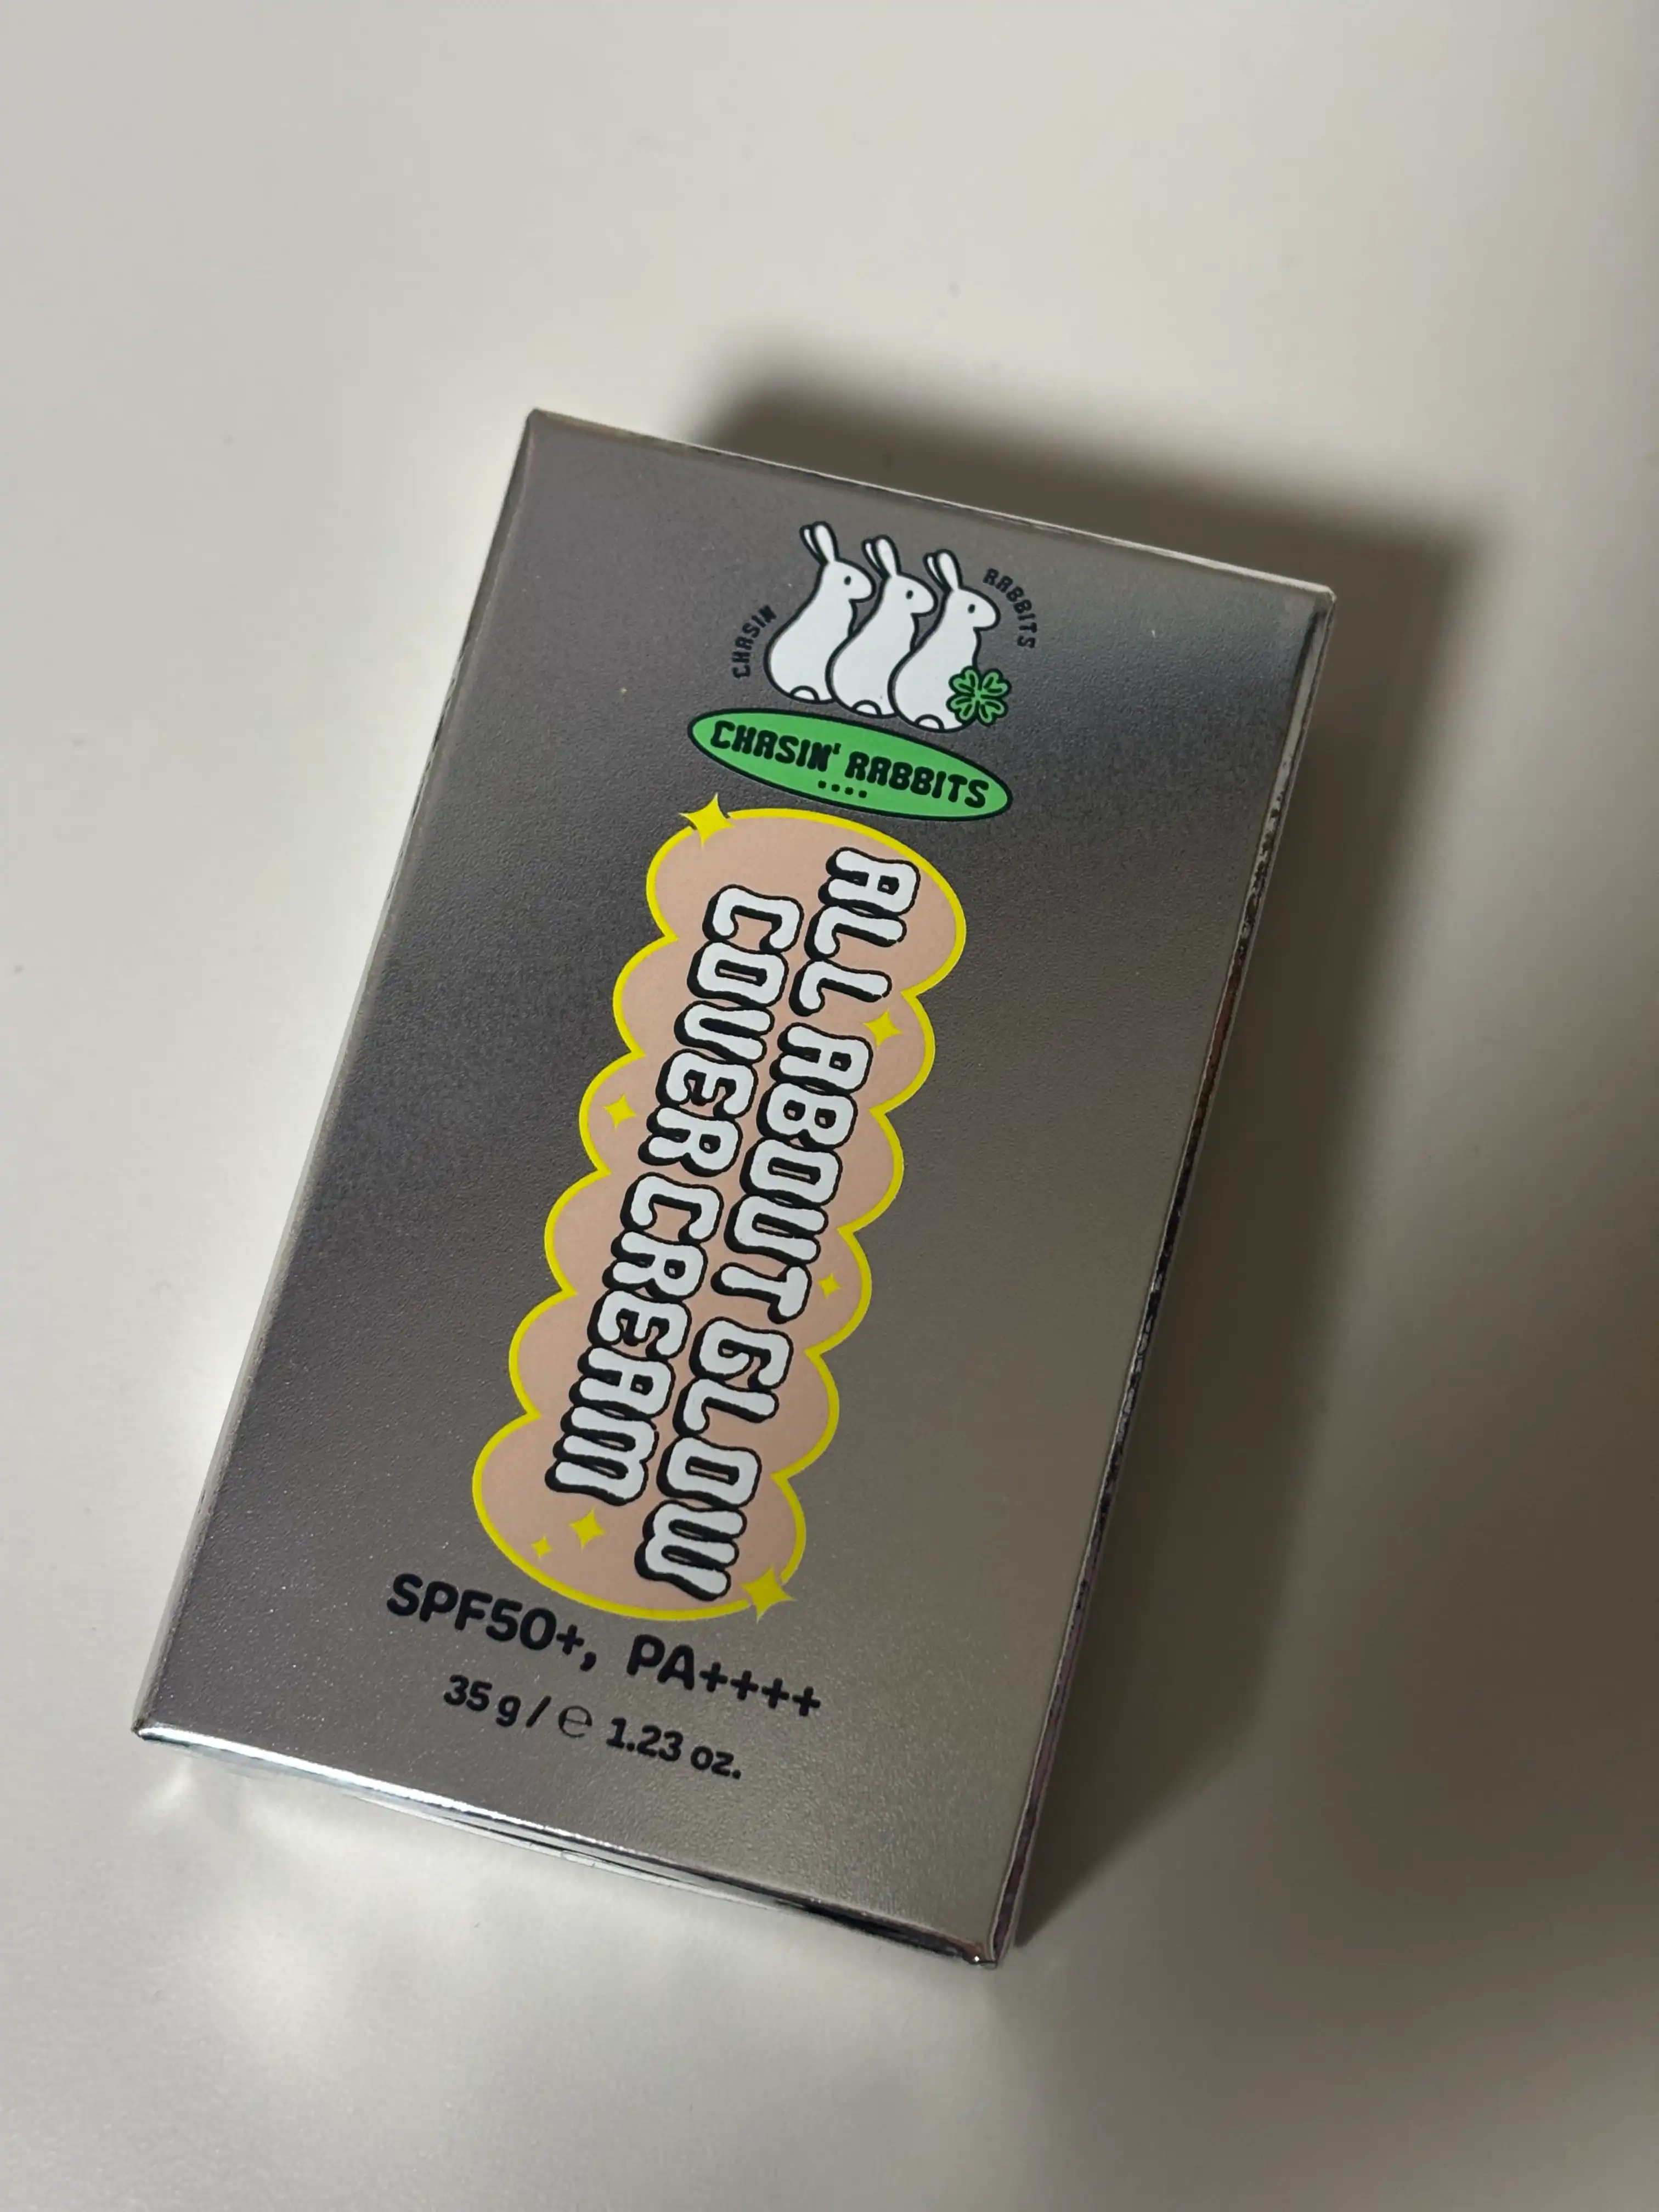 CHASIN RABBITS
CHASIN' RABBITS
ALL ABOUT GLOW
COVER CREAM
SPF50+, PA++++
35 g / ℮ 1.23 oz.